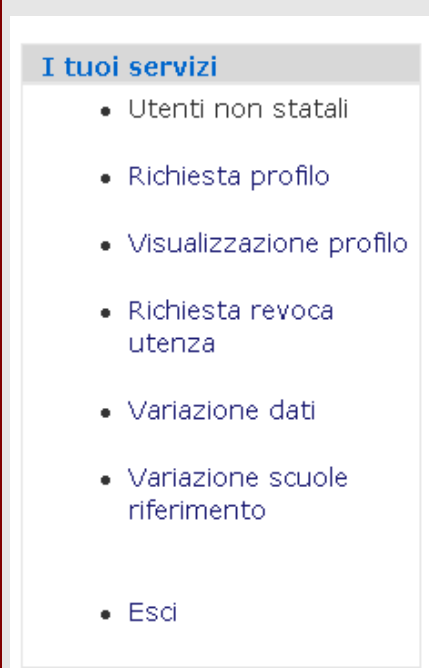 I tuoi servizi
Utenti non statali
Richiesta profilo
Visualizzazione profilo
Richiesta revoca
utenza
Variazione dati
Variazione scuole
riferimento
Esci